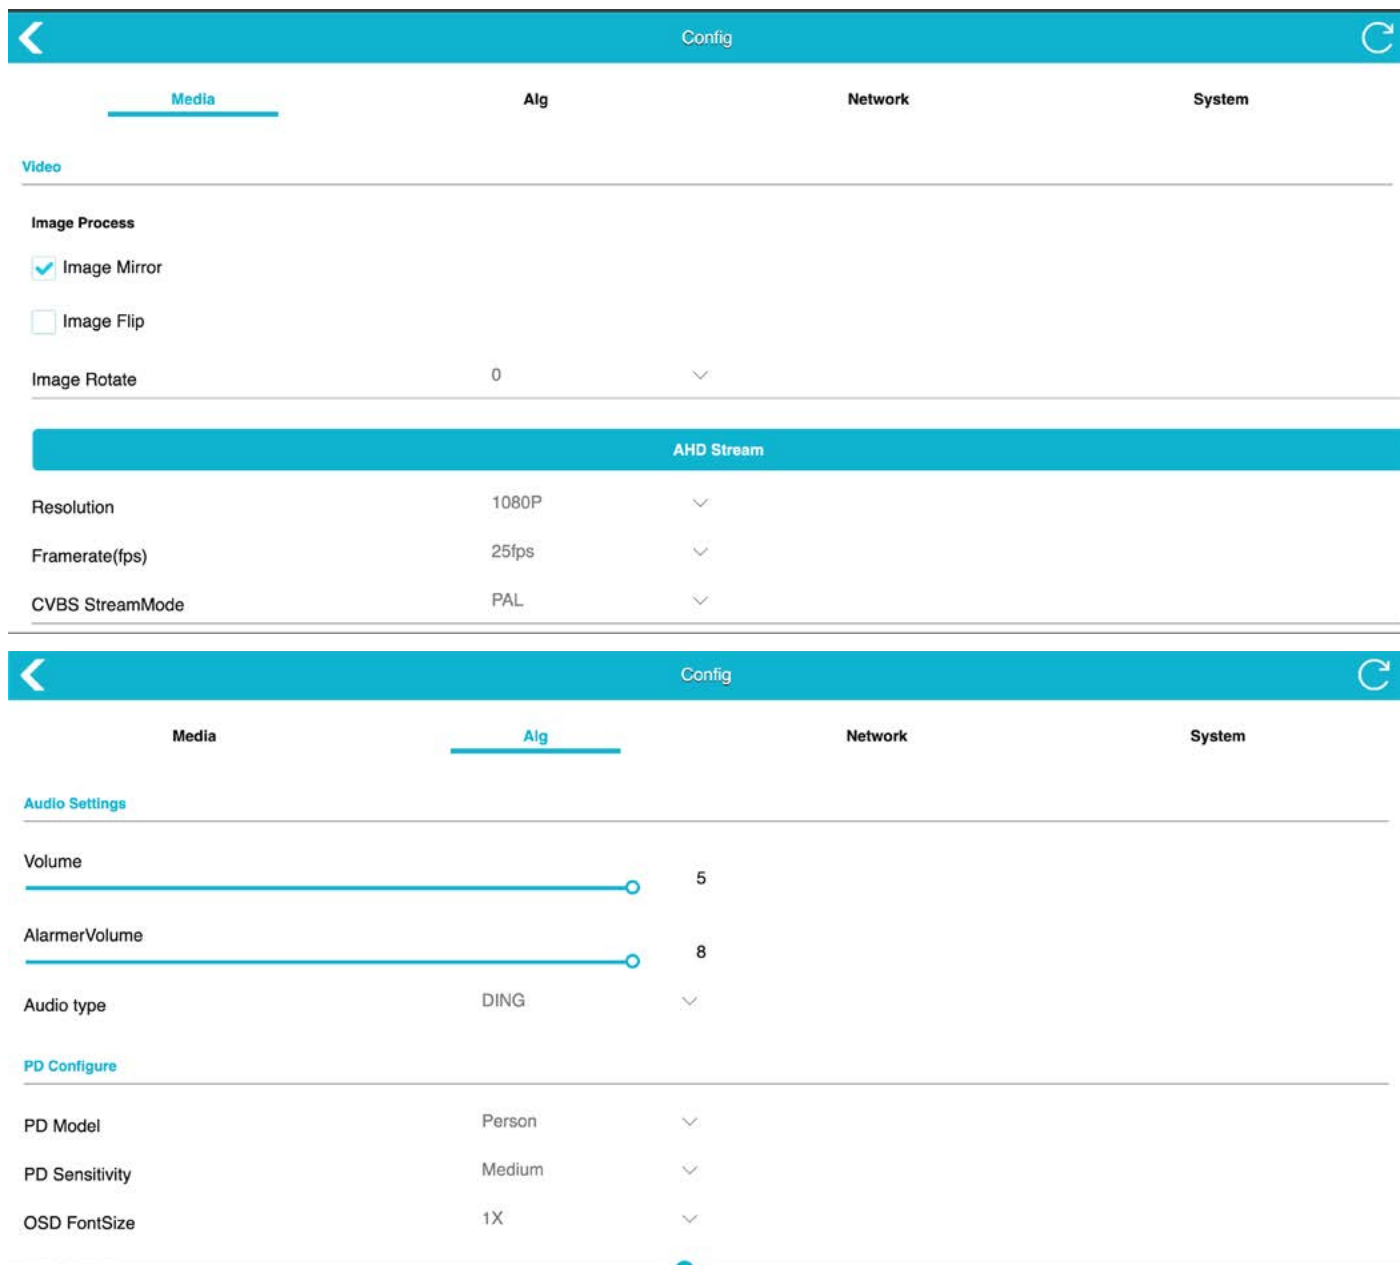 Config
Media Alg Network System
Video
Image Process
Image Mirror
Image Flip
Image Rotate 0
AHD Stream
Resolution 1080P
Framerate(fps) 25fps
CVBS StreamMode PAL
Config
Media Alg Network System
Audio Settings
Volume 5
AlarmerVolume 8
Audio type DING
PD Configure
PD Model Person
PD Sensitivity Medium
OSD FontSize 1X